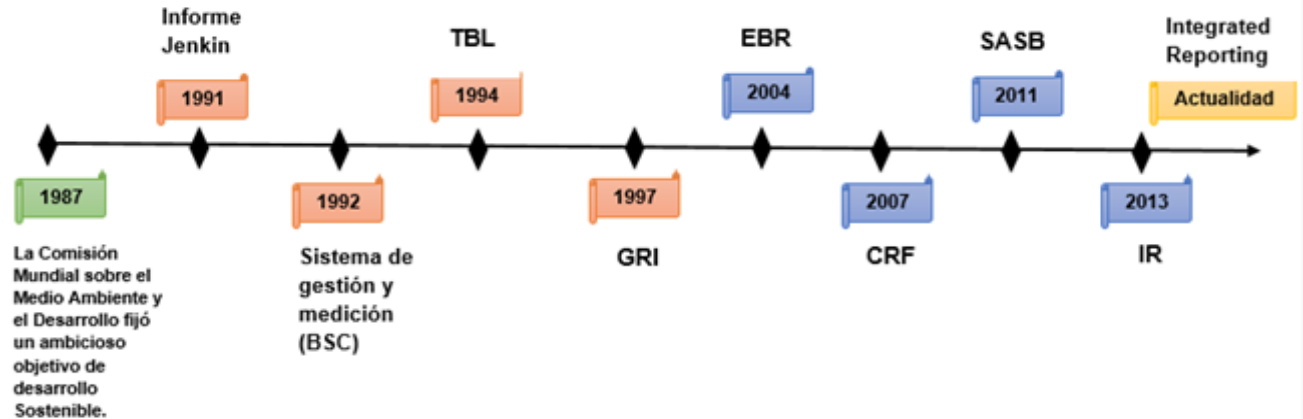 Informe
Jenkin
1991
TBL
1994
EBR
2004
SASB
2011
Integrated
Reporting
Actualidad
1987
La Comisión
Mundial sobre el
Medio Ambiente y
el Desarrollo fijó
un ambicioso
objetivo de
desarrollo
Sostenible.
1992
Sistema de
gestión y
medición
(BSC)
1997
GRI
2007
CRF
2013
IR